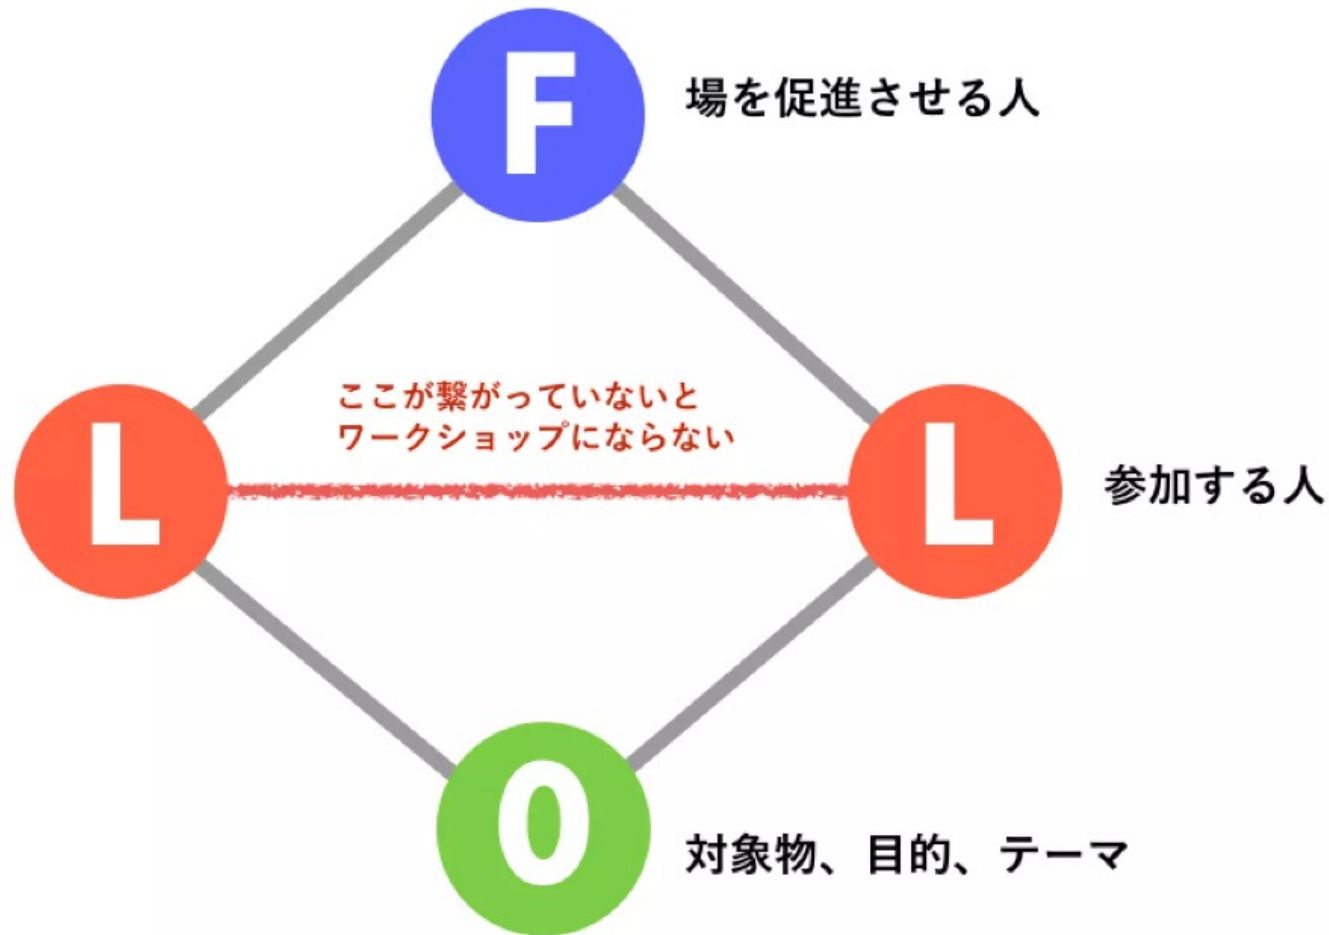 F
場を促進させる人
ここが繋がっていないと
ワークショップにならない
L
L
参加する人
O
対象物、目的、テーマ